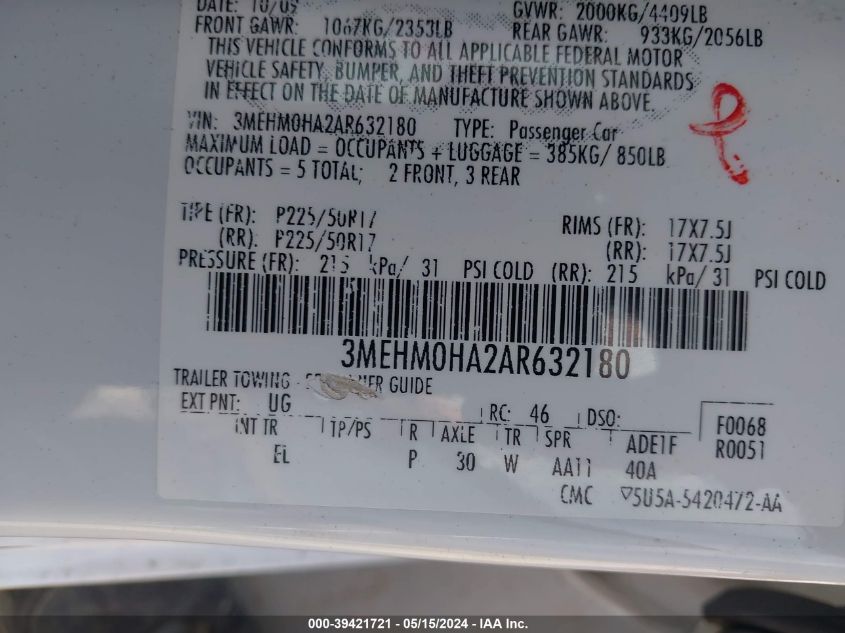 DATE: 10/09 GVWR: 2000KG/4409LB
FRONT GAWR: 1067KG/2353LB REAR GAWR: 933KG/2056LB
THIS VEHICLE CONFORMS TO ALL APPLICABLE FEDERAL MOTOR
VEHICLE SAFETY, BUMPER, AND THEFT PREVENTION STANDARDS
IN EFFECT ON THE DATE OF MANUFACTURE SHOWN ABOVE.
VIN: 3MEHM0HA2AR632180 TYPE: Passenger Car
MAXIMUM LOAD = OCCUPANTS + LUGGAGE = 385KG/ 850LB
OCCUPANTS = 5 TOTAL; 2 FRONT, 3 REAR
TIRE (FR): P225/50R17 RIMS (FR): 17X7.5J
(RR): P225/50R17 (RR): 17X7.5J
PRESSURE (FR): 215 kPa/ 31 PSI COLD (RR): 215 kPa/ 31 PSI COLD
3MEHM0HA2AR632180
TRAILER TOWING - GUIDE
EXT PNT: UG RC: 46 DSO: F0068
INT TR TP/PS R AXLE TR SPR ADE1F R0051
EL P 30 W AA11 40A
CMC ▽5U5A-5420472-AA
000-39421721 - 05/15/2024 - IAA Inc.